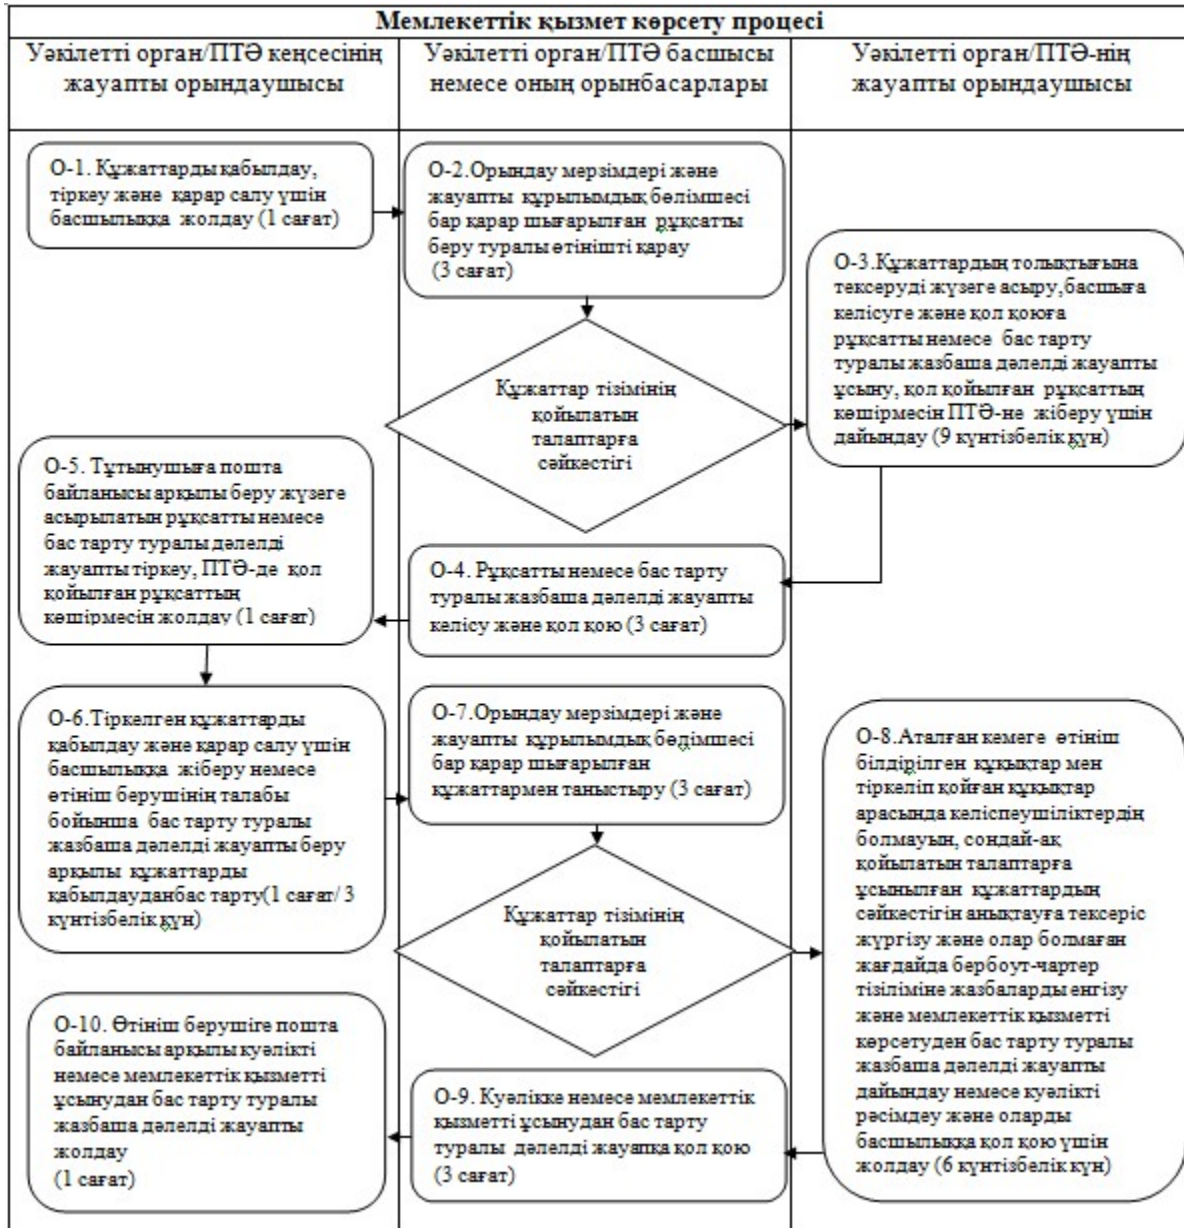 Мемлекеттік қызмет көрсету процесі
Уәкілетті орган/ПТӘ кеңсесінің
жауапты орындаушысы
Уәкілетті орган/ПТӘ басшысы
немесе оның орынбасарлары
Уәкілетті орган/ПТӘ-нің
жауапты орындаушысы
О-1. Құжаттарды қабылдау,
тіркеу және қарар салу үшін
басшылыққа жолдау (1 сағат)
О-2.Орындау мерзімдері және
жауапты құрылымдық бөлімшесі
бар қарар шығарылған рұқсатты
беру туралы өтінішті қарау
(3 сағат)
О-3.Құжаттардың толықтығына
тексеруді жүзеге асыру,басшыға
келісуге және қол қоюға
рұқсатты немесе бас тарту
туралы жазбаша дәлелді жауапты
ұсыну, қол қойылған рұқсаттың
көшірмесін ПТӘ-не жіберу үшін
дайындау (9 күнтізбелік күн)
Құжаттар тізімінің
қойылатын
талаптарға
сәйкестігі
О-5. Тұтынушыға пошта
байланысы арқылы беру жүзеге
асырылатын рұқсатты немесе
бас тарту туралы дәлелді
жауапты тіркеу, ПТӘ-де қол
қойылған рұқсаттың
көшірмесін жолдау (1 сағат)
О-4. Рұқсатты немесе бас тарту
туралы жазбаша дәлелді жауапты
келісу және қол қою (3 сағат)
О-6.Тіркелген құжаттарды
қабылдау және қарар салу үшін
басшылыққа жіберу немесе
өтініш берушінің талабы
бойынша бас тарту туралы
жазбаша дәлелді жауапты беру
арқылы құжаттарды
қабылдауданбас тарту(1 сағат/ 3
күнтізбелік күн)
О-7.Орындау мерзімдері және
жауапты құрылымдық бөлімшесі
бар қарар шығарылған
құжаттармен таныстыру (3 сағат)
О-8.Аталған кемеге өтініш
білдірілген құқықтар мен
тіркеліп қойған құқықтар
арасында келіспеушіліктердің
болмауын, сондай-ақ
қойылатын талаптарға
ұсынылған құжаттардың
сәйкестігін анықтауға тексеріс
жүргізу және олар болмаған
жағдайда бербоут-чартер
тізіліміне жазбаларды енгізу
және мемлекеттік қызметті
көрсетуден бас тарту туралы
жазбаша дәлелді жауапты
дайындау немесе куәлікті
рәсімдеу және оларды
басшылыққа қол қою үшін
жолдау (6 күнтізбелік күн)
Құжаттар тізімінің
қойылатын
талаптарға
сәйкестігі
О-10. Өтініш берушіге пошта
байланысы арқылы куәлікті
немесе мемлекеттік қызметті
ұсынудан бас тарту туралы
жазбаша дәлелді жауапты
жолдау
(1 сағат)
О-9. Куәлікке немесе мемлекеттік
қызметті ұсынудан бас тарту
туралы дәлелді жауапқа қол қою
(3 сағат)